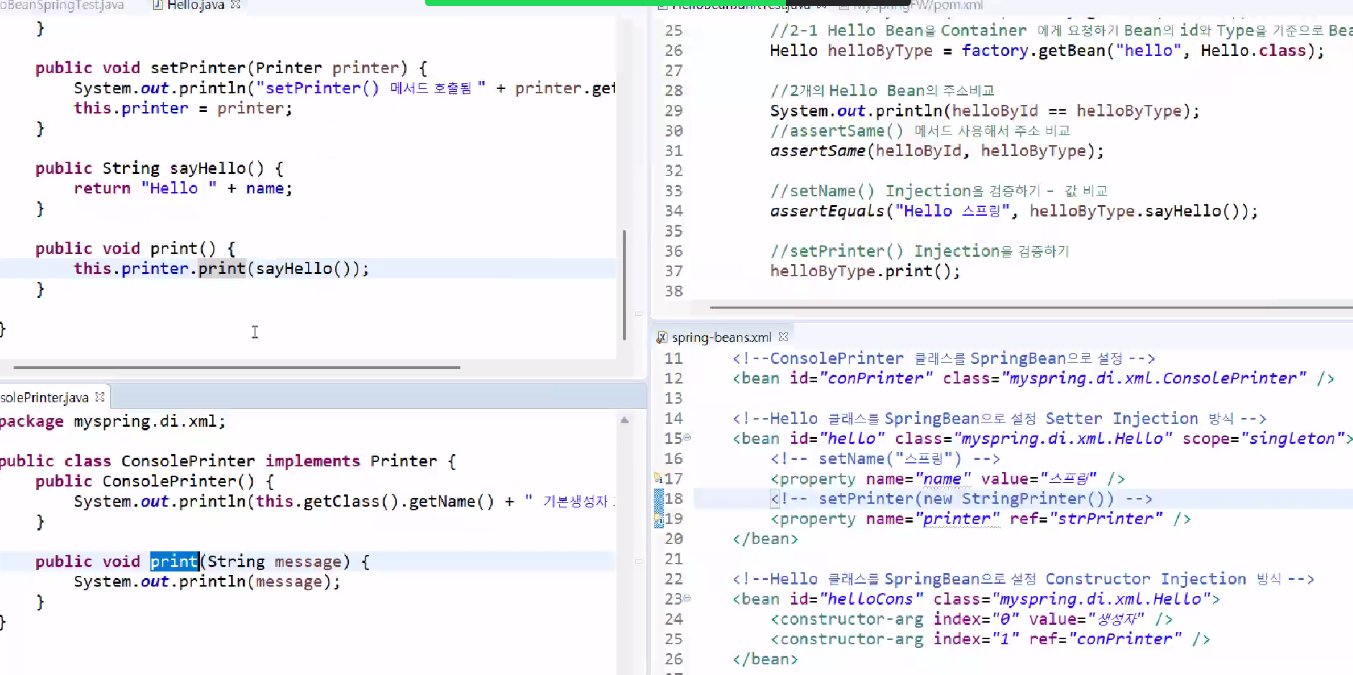 Hello.java
}
public void setPrinter(Printer printer) {
System.out.println("setPrinter() 메서드 호출됨 " + printer.get
this.printer = printer;
}
public String sayHello() {
return "Hello " + name;
}
public void print() {
this.printer.print(sayHello());
}
}
solePrinter.java
package myspring.di.xml;
public class ConsolePrinter implements Printer {
public ConsolePrinter() {
System.out.println(this.getClass().getName() + " 기본생성자
}
public void print(String message) {
System.out.println(message);
}
}
MySpringFW/pom.xml
25 //2-1 Hello Bean을 Container 에게 요청하기 Bean의 id와 Type을 기준으로 Bea
26 Hello helloByType = factory.getBean("hello", Hello.class);
27
28 //2개의 Hello Bean의 주소비교
29 System.out.println(helloById == helloByType);
30 //assertSame() 메서드 사용해서 주소 비교
31 assertSame(helloById, helloByType);
32
33 //setName() Injection을 검증하기 - 값 비교
34 assertEquals("Hello 스프링", helloByType.sayHello());
35
36 //setPrinter() Injection을 검증하기
37 helloByType.print();
38
spring-beans.xml
11 <!--ConsolePrinter 클래스를 SpringBean으로 설정 -->
12 <bean id="conPrinter" class="myspring.di.xml.ConsolePrinter" />
13
14 <!--Hello 클래스를 SpringBean으로 설정 Setter Injection 방식 -->
15 <bean id="hello" class="myspring.di.xml.Hello" scope="singleton">
16 <!-- setName("스프링") -->
17 <property name="name" value="스프링" />
18 <!-- setPrinter(new StringPrinter()) -->
19 <property name="printer" ref="strPrinter" />
20 </bean>
21
22 <!--Hello 클래스를 SpringBean으로 설정 Constructor Injection 방식 -->
23 <bean id="helloCons" class="myspring.di.xml.Hello">
24 <constructor-arg index="0" value="생성자" />
25 <constructor-arg index="1" ref="conPrinter" />
26 </bean>